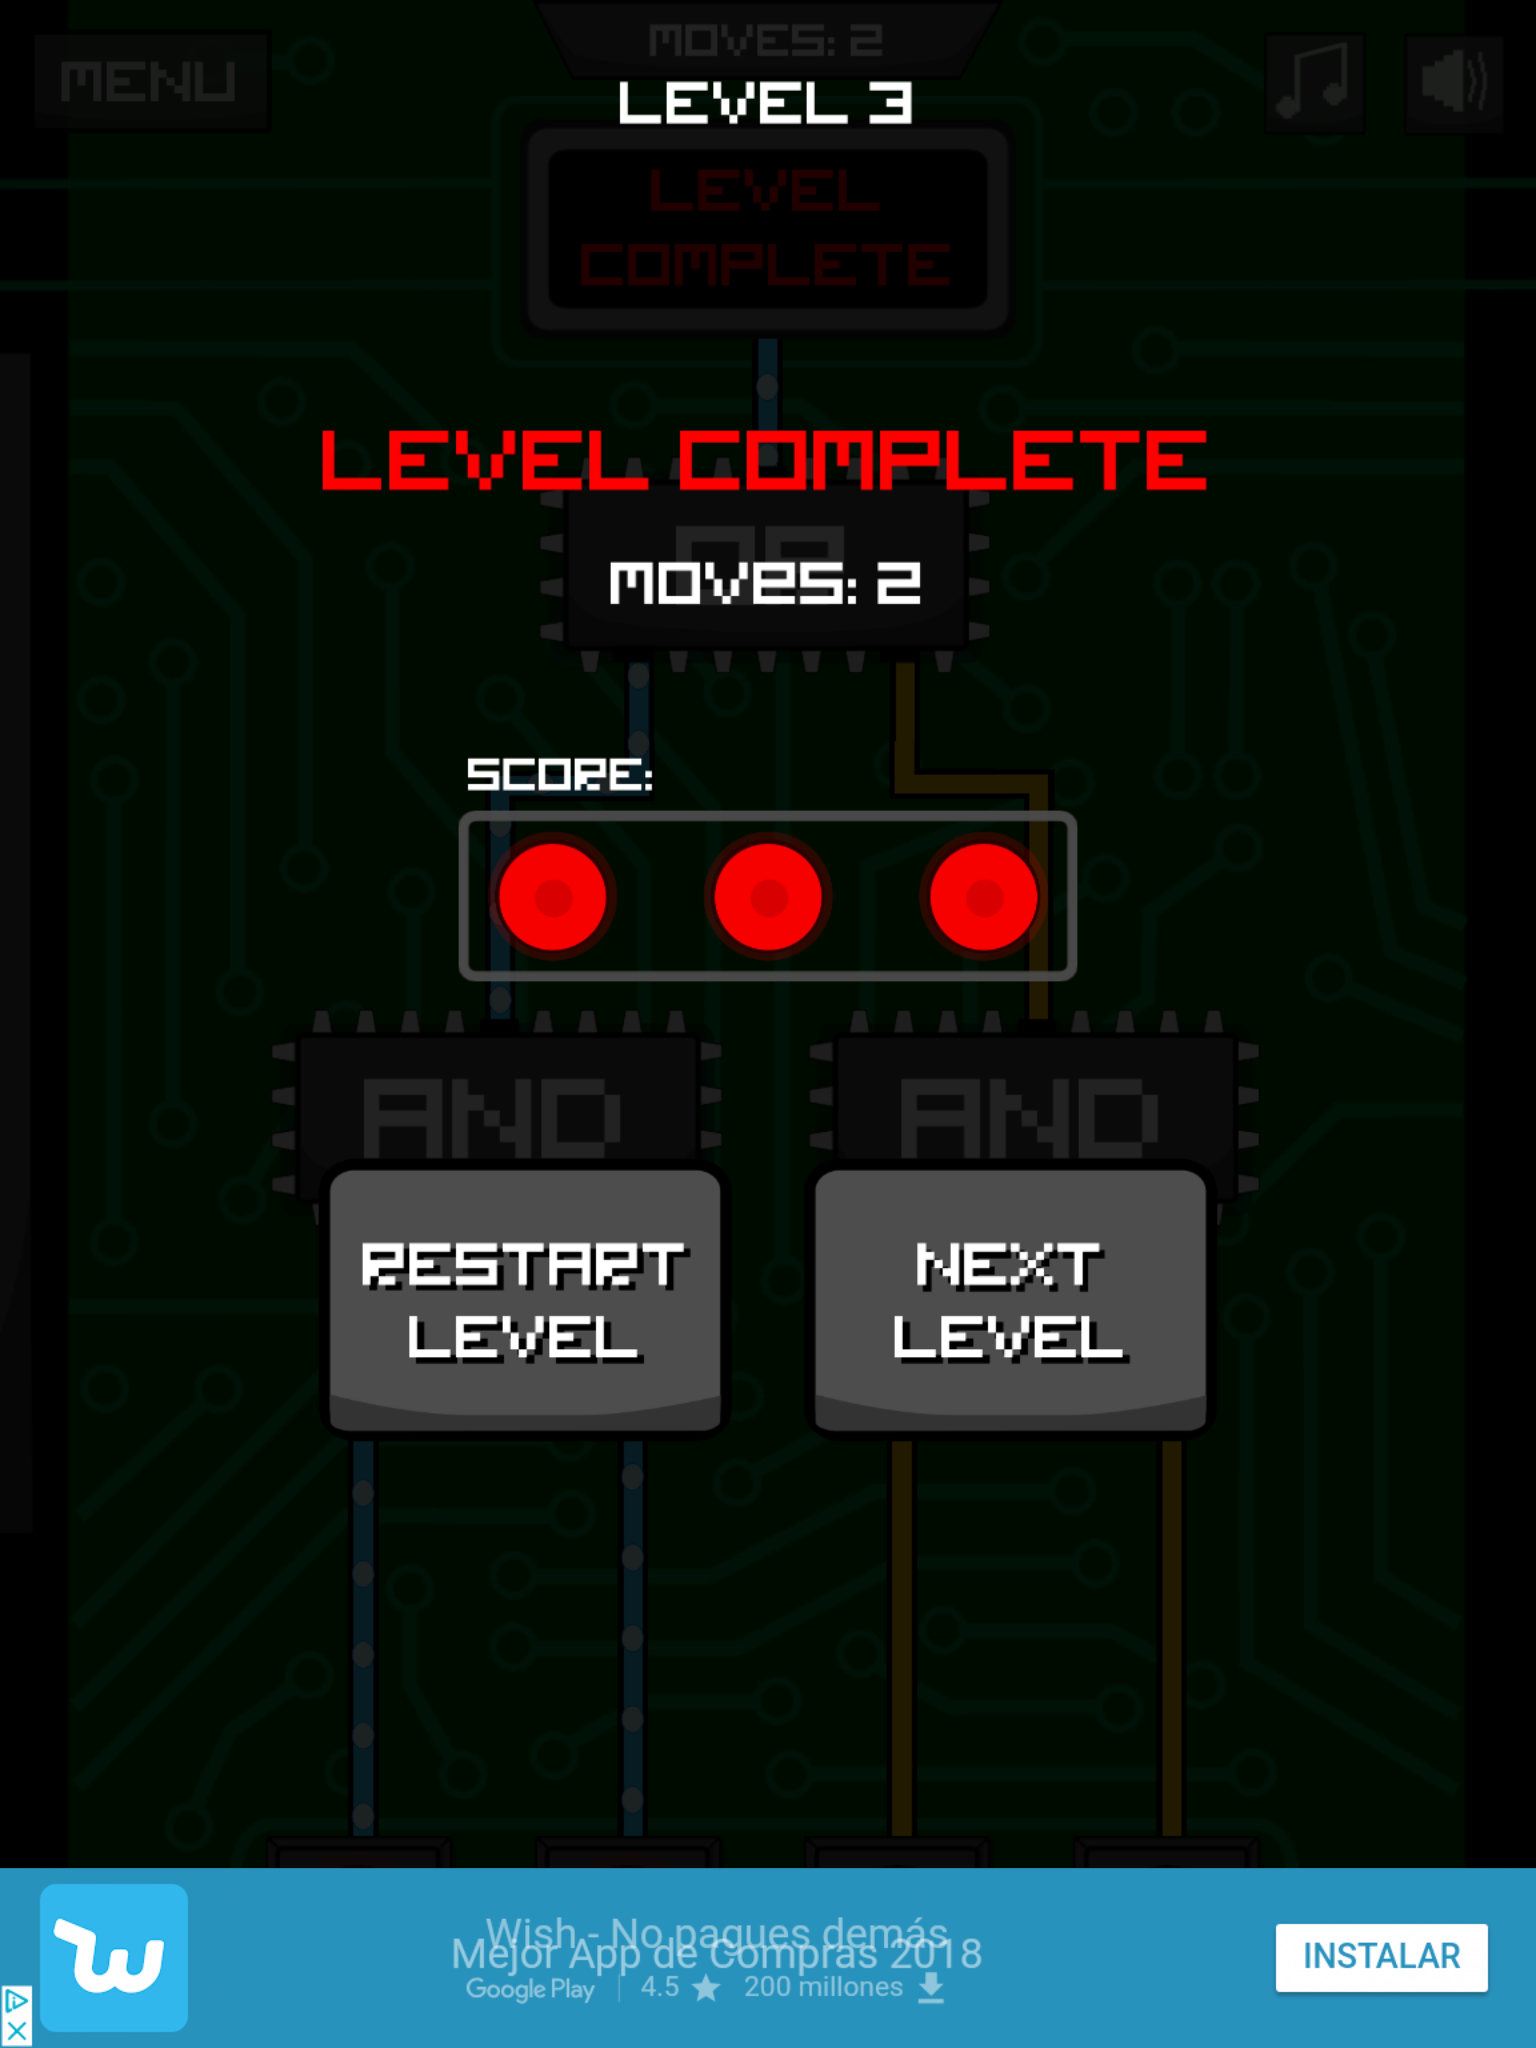 MOVES: 2
MENU
LEVEL 3
LEVEL
COMPLETE
LEVEL COMPLETE
OR
MOVES: 2
SCORE:
AND AND
RESTART
LEVEL
NEXT
LEVEL
Wish - No pagues demás
Mejor App de Compras 2018
Google Play 4.5 200 millones
INSTALAR